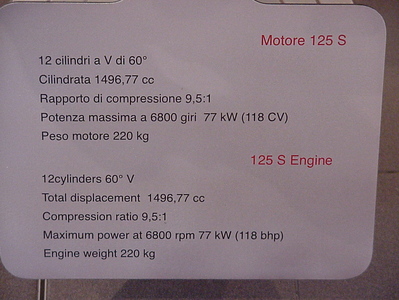 Motore 125 S
12 cilindri a V di 60°
Cilindrata 1496,77 cc
Rapporto di compressione 9,5:1
Potenza massima a 6800 giri 77 kW (118 CV)
Peso motore 220 kg
125 S Engine
12cylinders 60° V
Total displacement 1496,77 cc
Compression ratio 9,5:1
Maximum power at 6800 rpm 77 kW (118 bhp)
Engine weight 220 kg